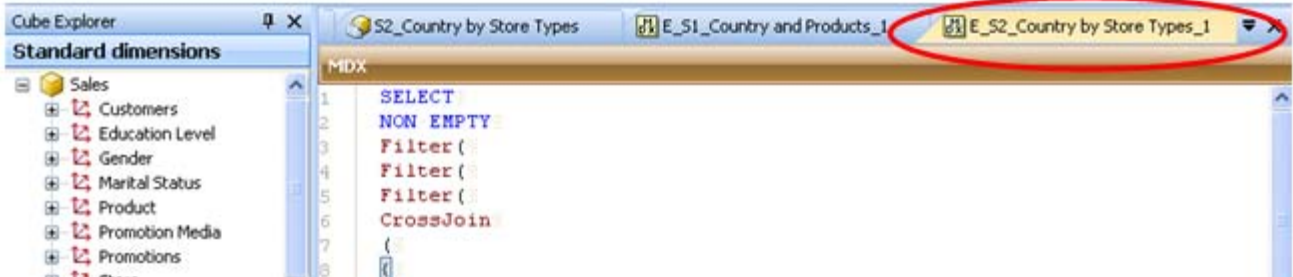 Cube Explorer
Standard dimensions
Sales
Customers
Education Level
Gender
Marital Status
Product
Promotion Media
Promotions
S2_Country by Store Types
E_S1_Country and Products_1
E_S2_Country by Store Types_1
MDX
1 SELECT
2 NON EMPTY
3 Filter(
4 Filter(
5 Filter(
6 CrossJoin
7 (
8 (